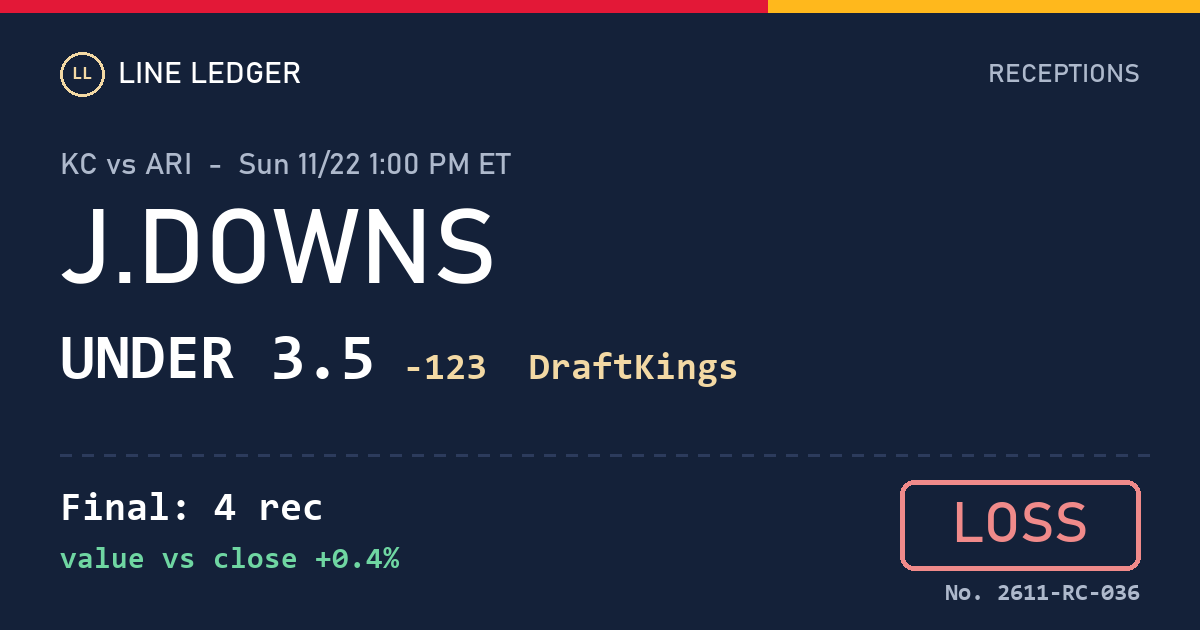 LL LINE LEDGER
RECEPTIONS
KC vs ARI - Sun 11/22 1:00 PM ET
J.DOWNS
UNDER 3.5 -123 DraftKings
Final: 4 rec
value vs close +0.4%
LOSS
No. 2611-RC-036